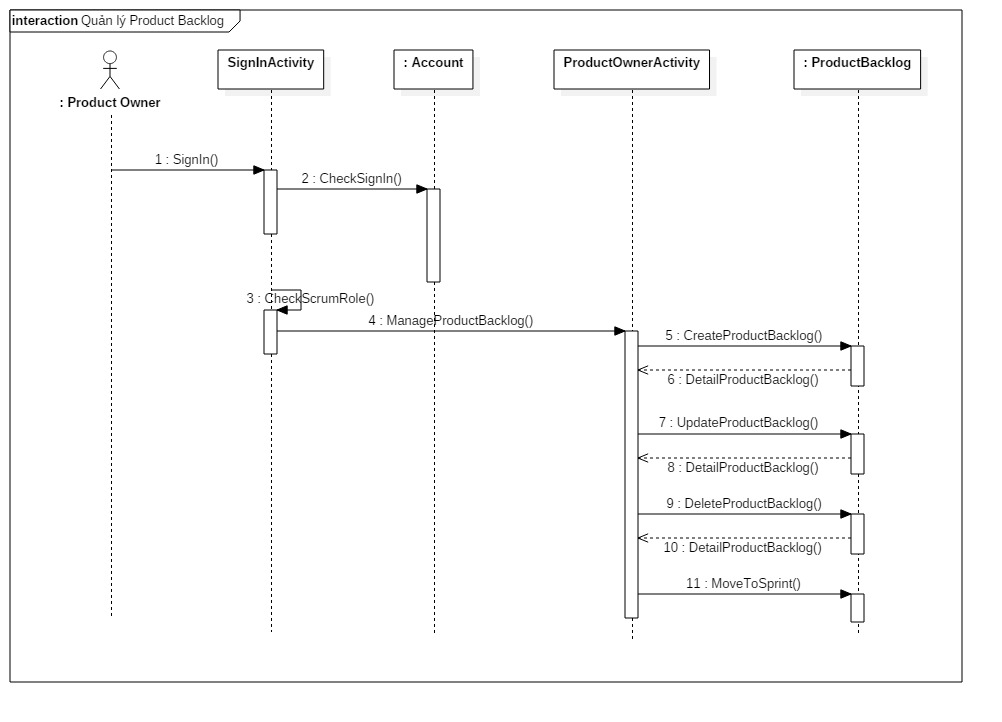 interaction Quản lý Product Backlog
: Product Owner
SignInActivity
: Account
ProductOwnerActivity
: ProductBacklog
1 : SignIn()
2 : CheckSignIn()
3 : CheckScrumRole()
4 : ManageProductBacklog()
5 : CreateProductBacklog()
6 : DetailProductBacklog()
7 : UpdateProductBacklog()
8 : DetailProductBacklog()
9 : DeleteProductBacklog()
10 : DetailProductBacklog()
11 : MoveToSprint()